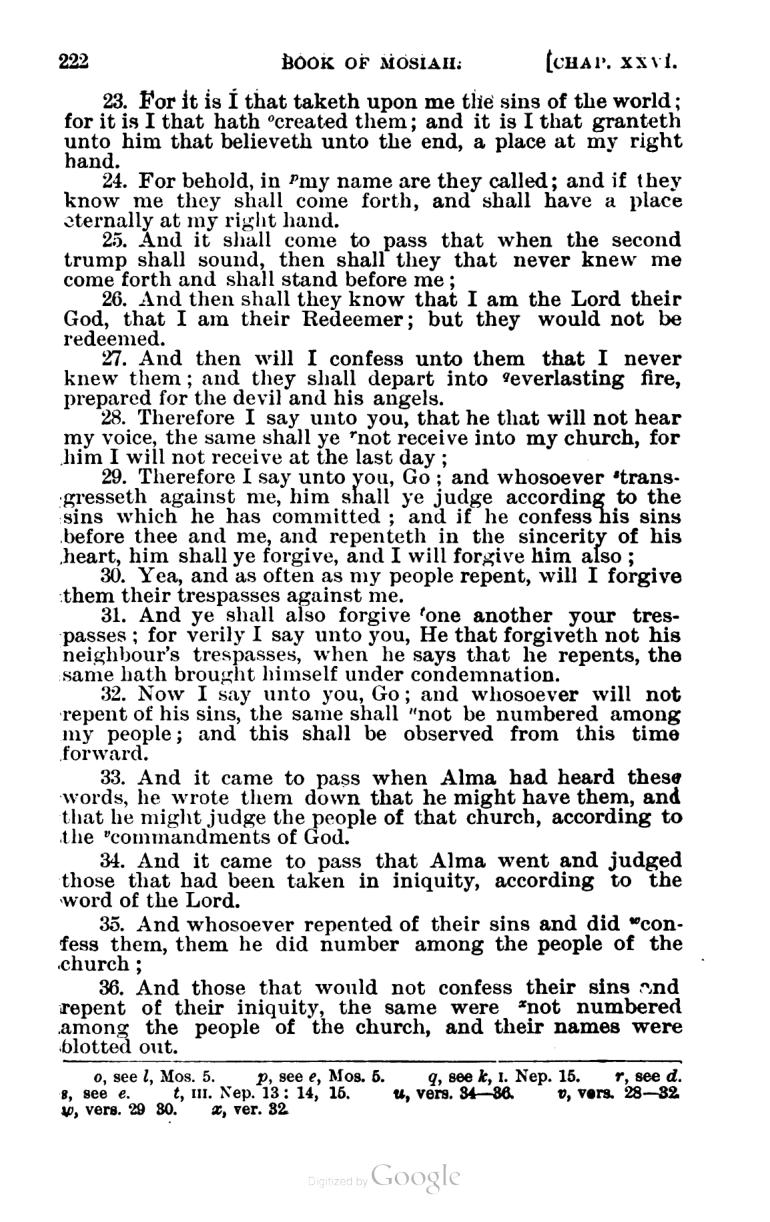 222 BOOK OF MOSIAH. [CHAP. XXVI.
23. For it is I that taketh upon me the sins of the world;
for it is I that hath ᵒcreated them; and it is I that granteth
unto him that believeth unto the end, a place at my right
hand.
24. For behold, in ᵖmy name are they called; and if they
know me they shall come forth, and shall have a place
eternally at my right hand.
25. And it shall come to pass that when the second
trump shall sound, then shall they that never knew me
come forth and shall stand before me;
26. And then shall they know that I am the Lord their
God, that I am their Redeemer; but they would not be
redeemed.
27. And then will I confess unto them that I never
knew them; and they shall depart into qeverlasting fire,
prepared for the devil and his angels.
28. Therefore I say unto you, that he that will not hear
my voice, the same shall ye ʳnot receive into my church, for
him I will not receive at the last day;
29. Therefore I say unto you, Go; and whosoever ˢtrans-
gresseth against me, him shall ye judge according to the
sins which he has committed; and if he confess his sins
before thee and me, and repenteth in the sincerity of his
heart, him shall ye forgive, and I will forgive him also;
30. Yea, and as often as my people repent, will I forgive
them their trespasses against me.
31. And ye shall also forgive ᵗone another your tres-
passes; for verily I say unto you, He that forgiveth not his
neighbour's trespasses, when he says that he repents, the
same hath brought himself under condemnation.
32. Now I say unto you, Go; and whosoever will not
repent of his sins, the same shall ᵘnot be numbered among
my people; and this shall be observed from this time
forward.
33. And it came to pass when Alma had heard these
words, he wrote them down that he might have them, and
that he might judge the people of that church, according to
the ᵛcommandments of God.
34. And it came to pass that Alma went and judged
those that had been taken in iniquity, according to the
word of the Lord.
35. And whosoever repented of their sins and did ʷcon-
fess them, them he did number among the people of the
church;
36. And those that would not confess their sins and
repent of their iniquity, the same were ˣnot numbered
among the people of the church, and their names were
blotted out.
o, see l, Mos. 5. p, see e, Mos. 5. q, see k, I. Nep. 15. r, see d.
s, see e. t, III. Nep. 13: 14, 15. u, vers. 34—36. v, vers. 28—32
w, vers. 29 30. x, ver. 32
Digitized by Google